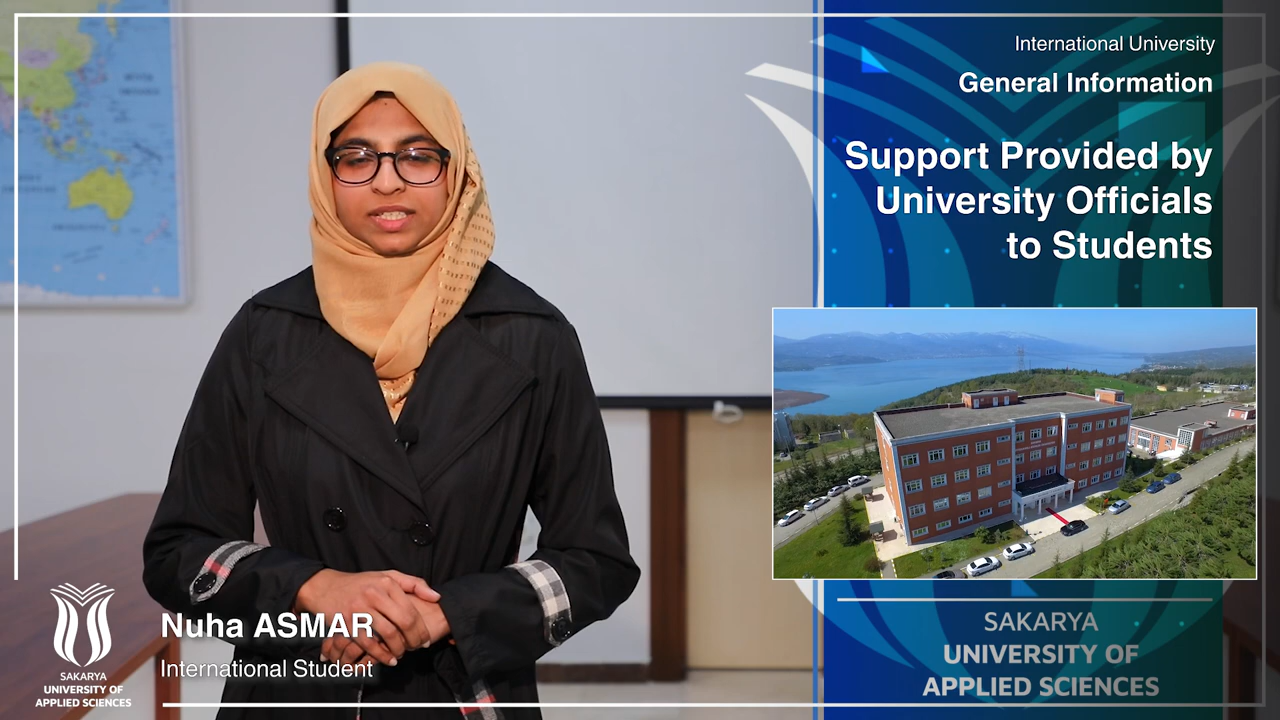 International University
General Information
Support Provided by
University Officials
to Students
SAKARYA
UNIVERSITY OF
APPLIED SCIENCES
Nuha ASMAR
International Student
SAKARYA
UNIVERSITY OF
APPLIED SCIENCES